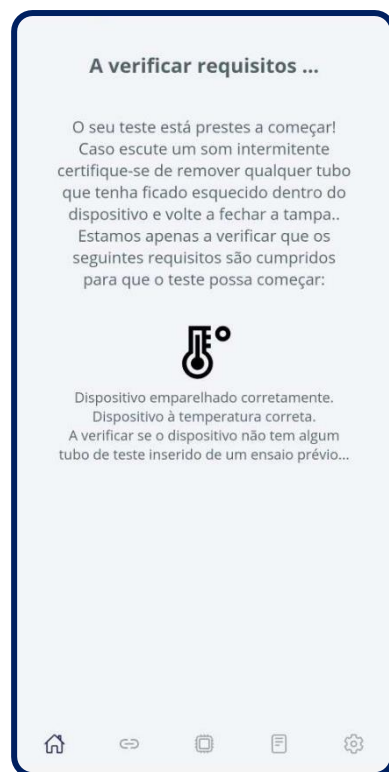 A verificar requisitos ...
O seu teste está prestes a começar!
Caso escute um som intermitente
certifique-se de remover qualquer tubo
que tenha ficado esquecido dentro do
dispositivo e volte a fechar a tampa..
Estamos apenas a verificar que os
seguintes requisitos são cumpridos
para que o teste possa começar:
Dispositivo emparelhado corretamente.
Dispositivo à temperatura correta.
A verificar se o dispositivo não tem algum
tubo de teste inserido de um ensaio prévio...